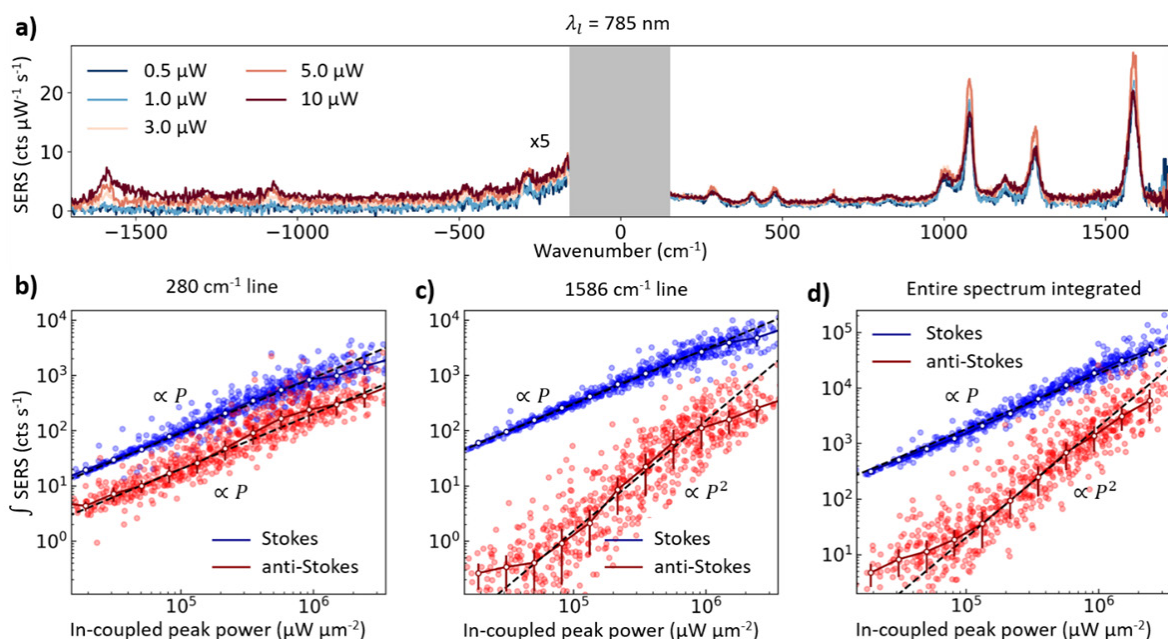 a)
λₗ = 785 nm
SERS (cts µW⁻¹ s⁻¹)
20
10
0
0.5 µW
1.0 µW
3.0 µW
5.0 µW
10 µW
x5
−1500
−1000
−500
0
500
1000
1500
Wavenumber (cm⁻¹)
b)
280 cm⁻¹ line
∫ SERS (cts s⁻¹)
10⁴
10³
10²
10¹
10⁰
∝ P
∝ P
Stokes
anti-Stokes
10⁵
10⁶
In-coupled peak power (µW µm⁻²)
c)
1586 cm⁻¹ line
10⁴
10³
10²
10¹
10⁰
∝ P
∝ P²
Stokes
anti-Stokes
10⁵
10⁶
In-coupled peak power (µW µm⁻²)
d)
Entire spectrum integrated
10⁵
10⁴
10³
10²
10¹
Stokes
anti-Stokes
∝ P
∝ P²
10⁵
10⁶
In-coupled peak power (µW µm⁻²)